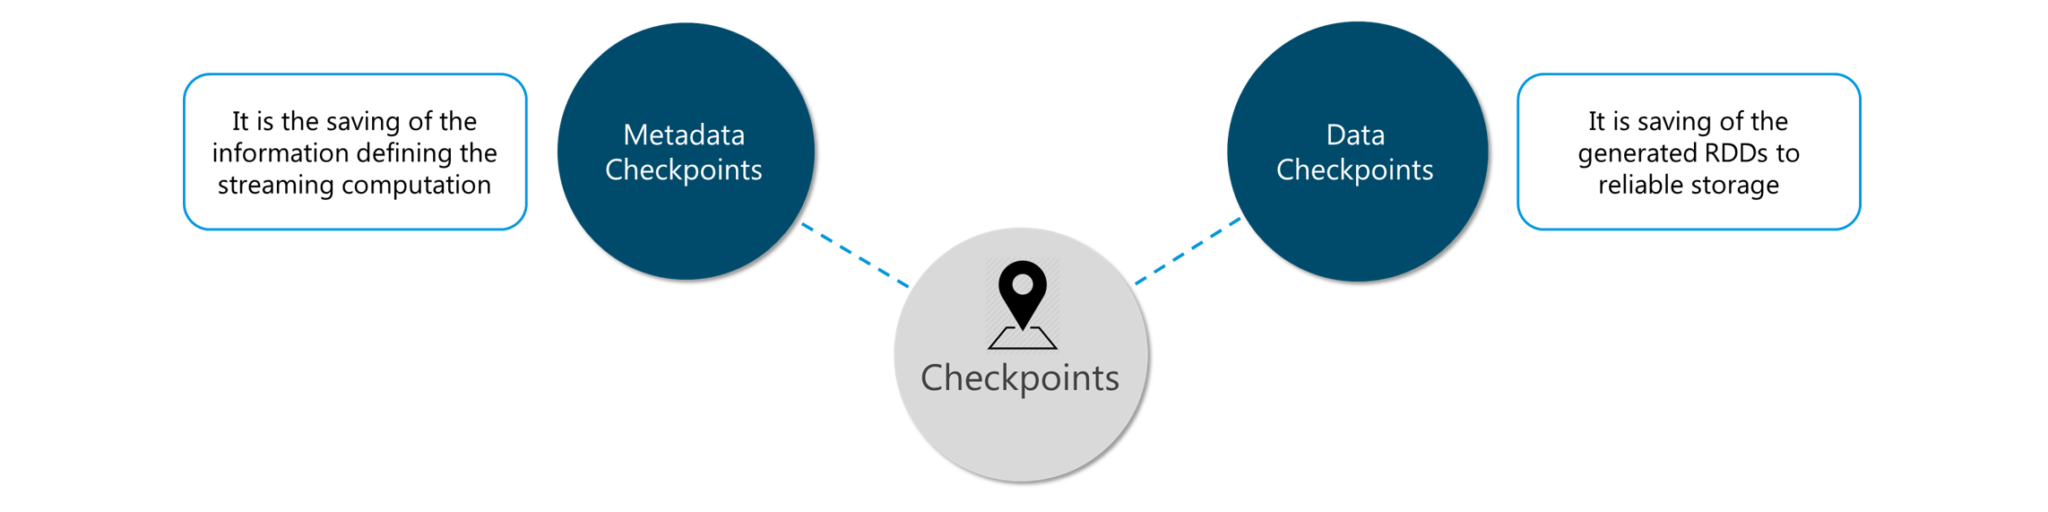 It is the saving of the
information defining the
streaming computation
Metadata
Checkpoints
Data
Checkpoints
It is saving of the
generated RDDs to
reliable storage
Checkpoints